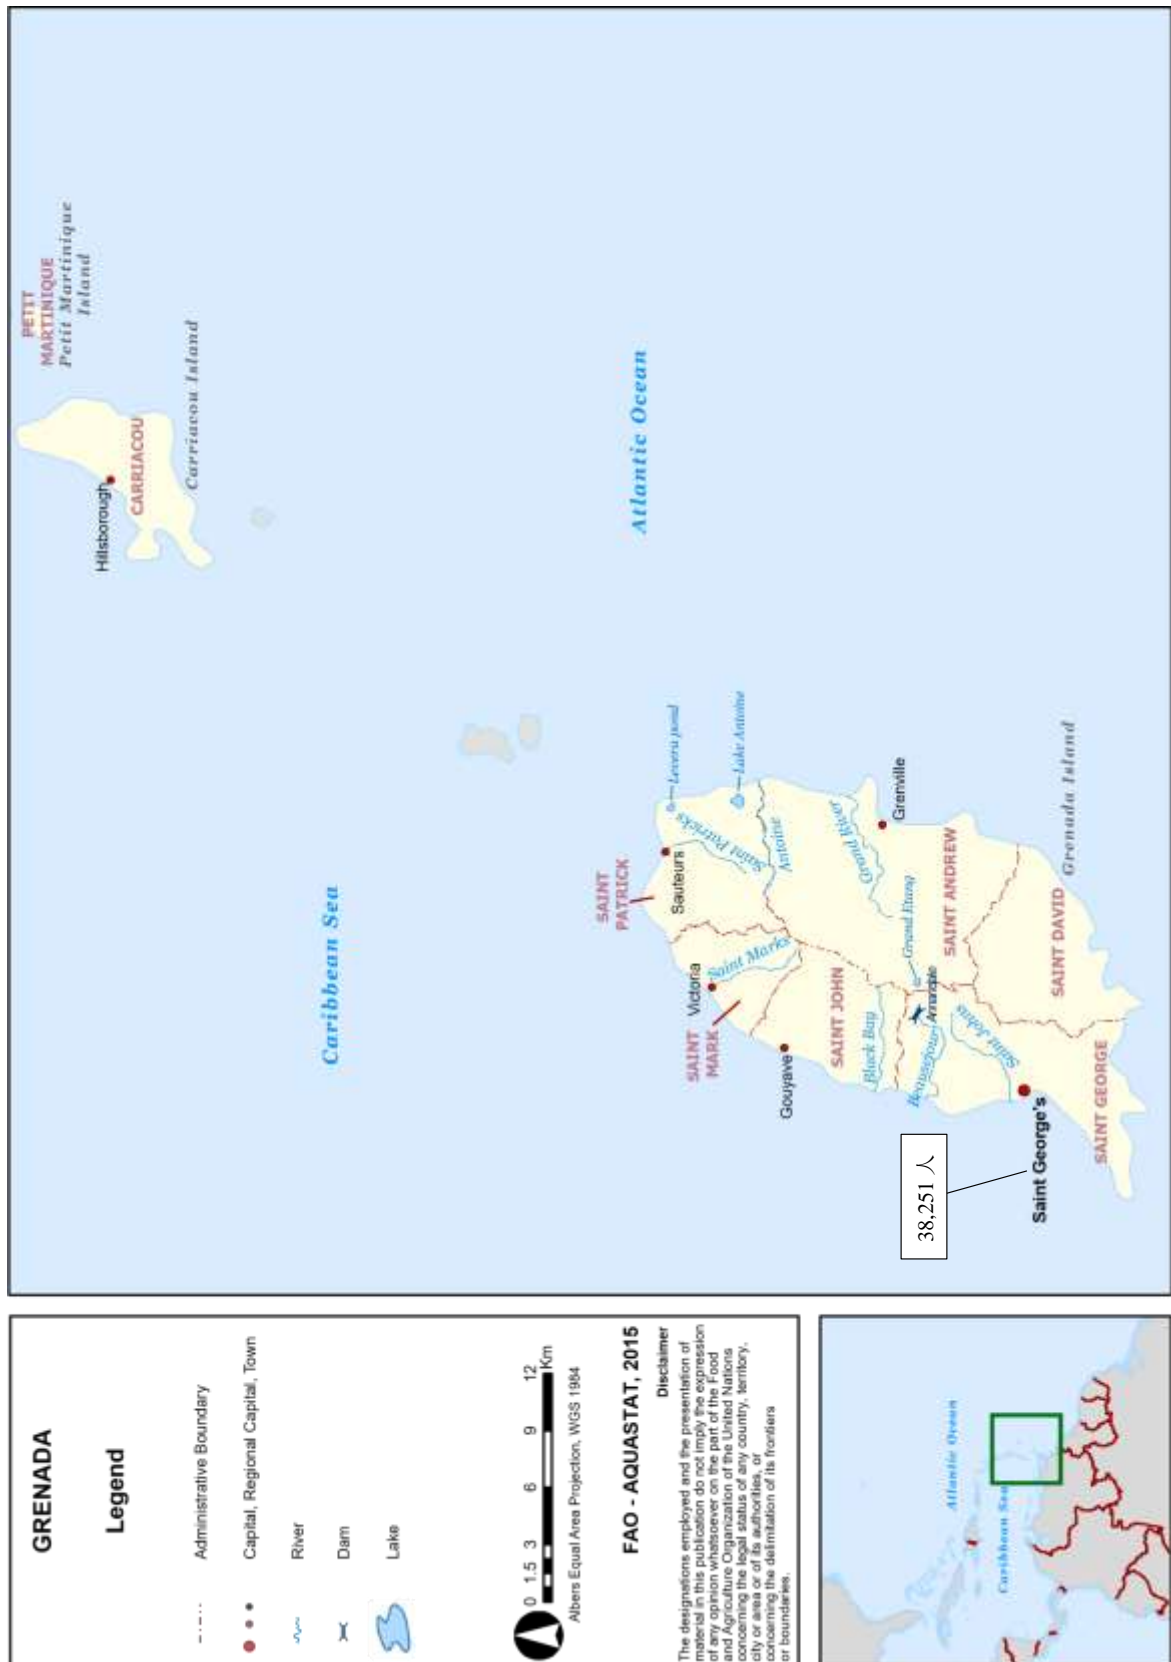 GRENADA
Legend
Administrative Boundary
Capital, Regional Capital, Town
River
Dam
Lake
0 1.5 3 6 9 12
Km
Albers Equal Area Projection, WGS 1984
FAO - AQUASTAT, 2015
Disclaimer
The designations employed and the presentation of
material in this publication do not imply the expression
of any opinion whatsoever on the part of the Food
and Agriculture Organization of the United Nations
concerning the legal status of any country, territory,
city or area or of its authorities, or
concerning the delimitation of its frontiers
or boundaries.
Atlantic Ocean
Caribbean Sea
PETIT
MARTINIQUE
Petit Martinique
Island
Hillsborough
CARRIACOU
Carriacou Island
Caribbean Sea
Atlantic Ocean
SAINT
PATRICK
Sauteurs
Levera pond
Saint Patricks
Lake Antoine
Antoine
Victoria
Saint Marks
SAINT
MARK
Gouyave
SAINT JOHN
Grand River
Grenville
Black Bay
Grand Etang
Annandale
Beausejour
SAINT ANDREW
Saint Johns
38,251 人
Saint George's
SAINT DAVID
SAINT GEORGE
Grenada Island